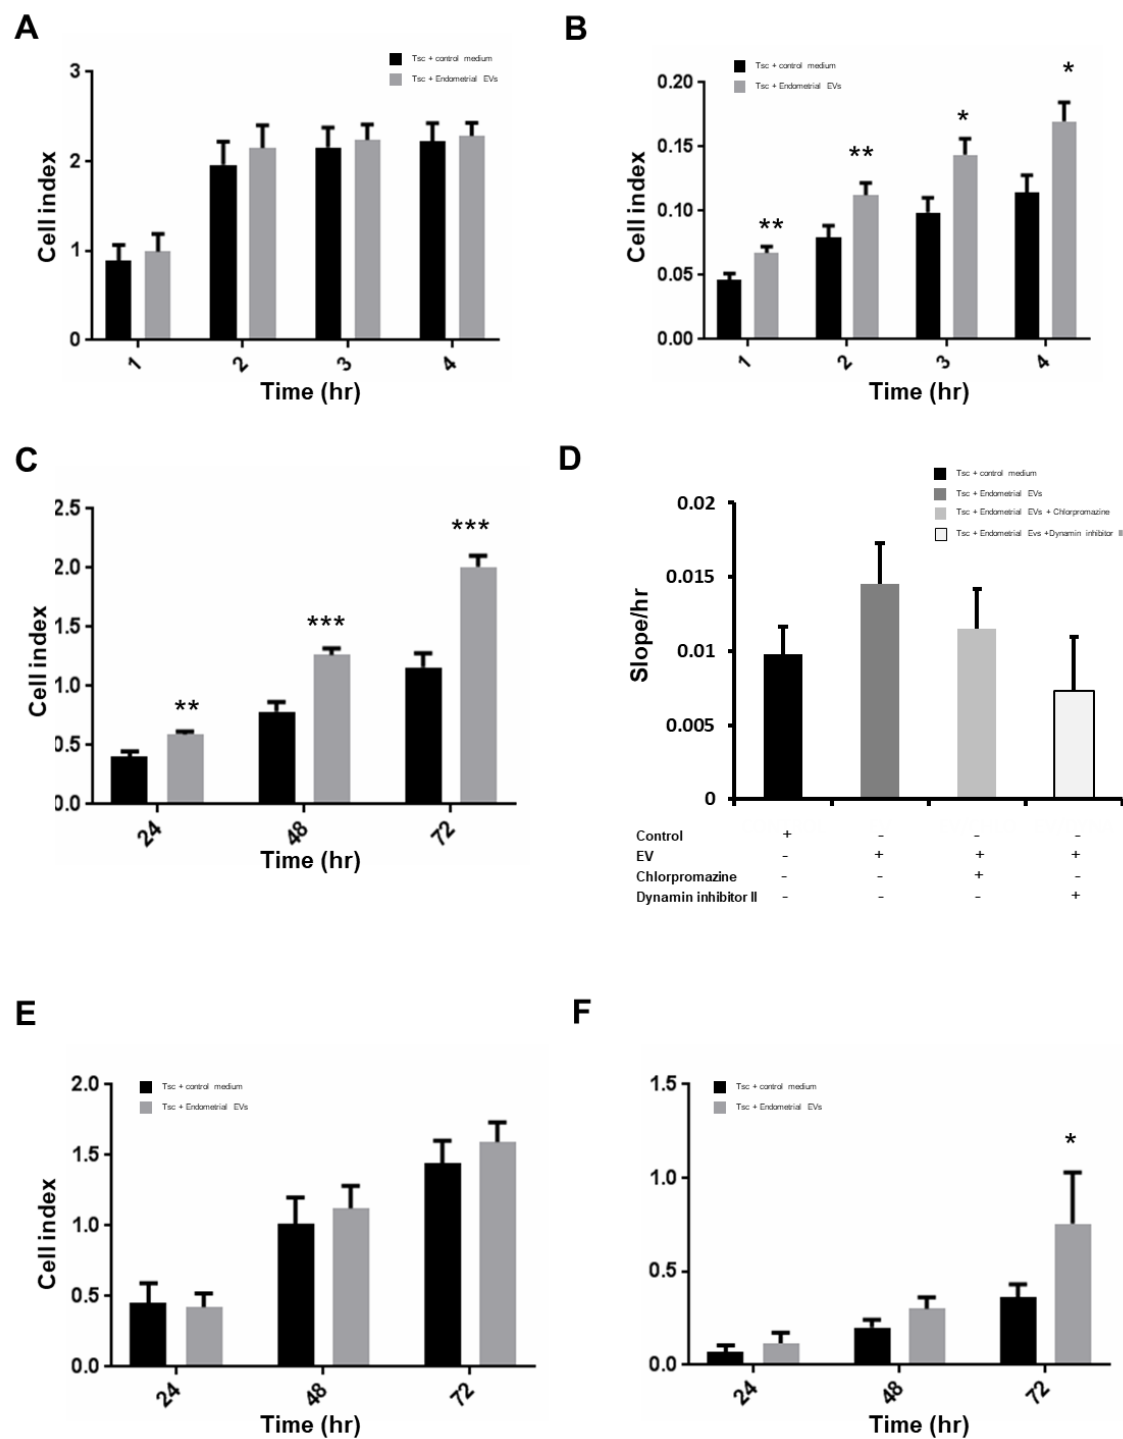 A
Tsc + control medium
Tsc + Endometrial EVs
3
2
1
0
Cell index
1 2 3 4
Time (hr)
B
Tsc + control medium
Tsc + Endometrial EVs
0.20
0.15
0.10
0.05
0.00
Cell index
** ** * *
1 2 3 4
Time (hr)
C
2.5
2.0
1.5
1.0
0.5
0.0
Cell index
** *** ***
24 48 72
Time (hr)
D
Tsc + control medium
Tsc + Endometrial EVs
Tsc + Endometrial EVs + Chlorpromazine
Tsc + Endometrial Evs +Dynamin inhibitor II
0.02
0.015
0.01
0.005
0
Slope/hr
Control + - - -
EV - + + +
Chlorpromazine - - + -
Dynamin inhibitor II - - - +
E
Tsc + control medium
Tsc + Endometrial EVs
2.0
1.5
1.0
0.5
0.0
Cell index
24 48 72
Time (hr)
F
Tsc + control medium
Tsc + Endometrial EVs
1.5
1.0
0.5
0.0
*
24 48 72
Time (hr)